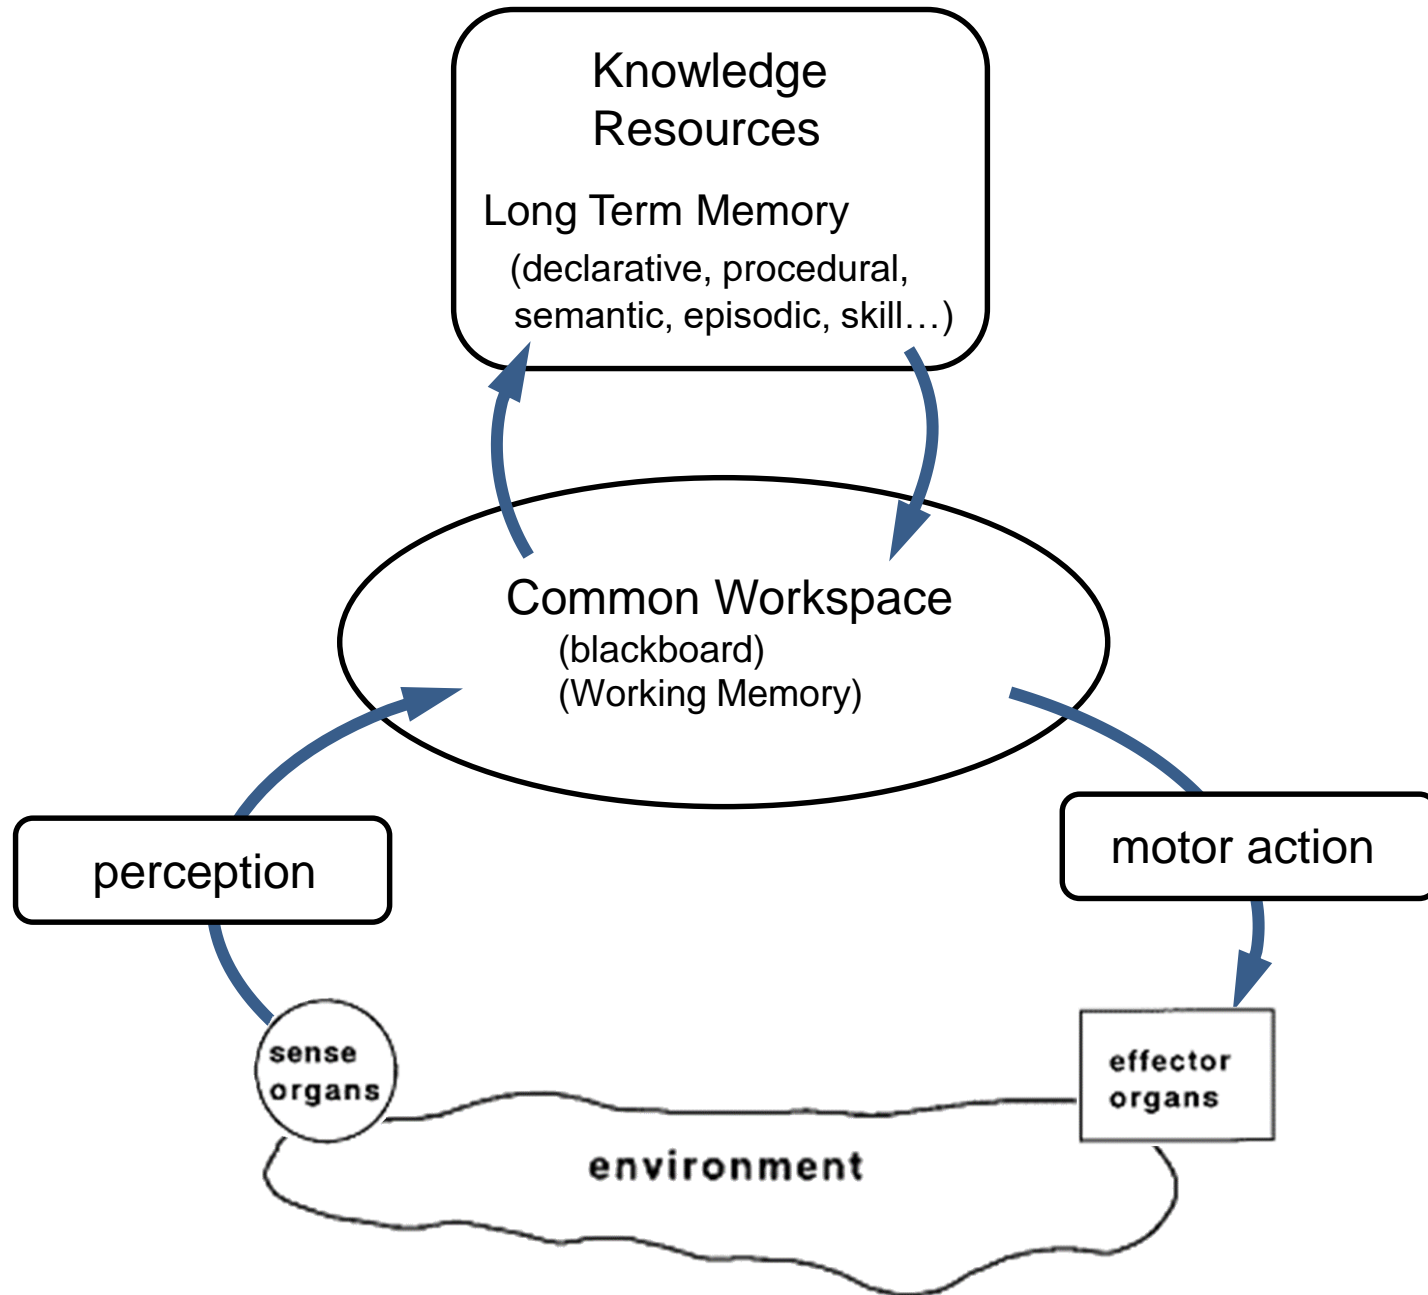 Knowledge
Resources
Long Term Memory
(declarative, procedural,
semantic, episodic, skill…)
Common Workspace
(blackboard)
(Working Memory)
perception
motor action
sense
organs
effector
organs
environment